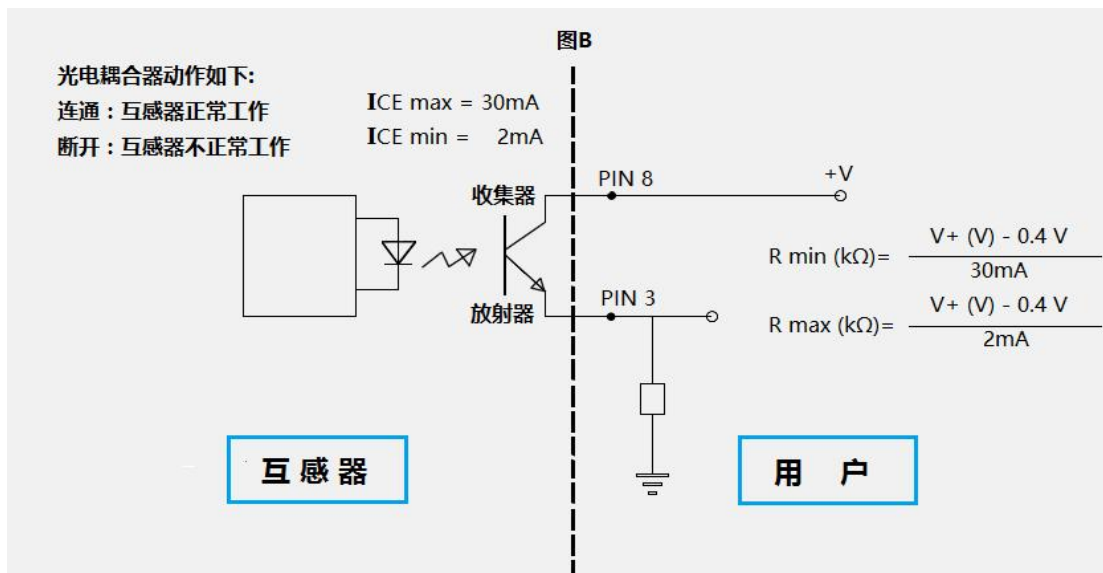 图B
光电耦合器动作如下:
连通：互感器正常工作
断开：互感器不正常工作
ICE max = 30mA
ICE min = 2mA
收集器
PIN 8
+V
放射器
PIN 3
R min (kΩ)= V+ (V) - 0.4 V
30mA
R max (kΩ)= V+ (V) - 0.4 V
2mA
互感器
用 户